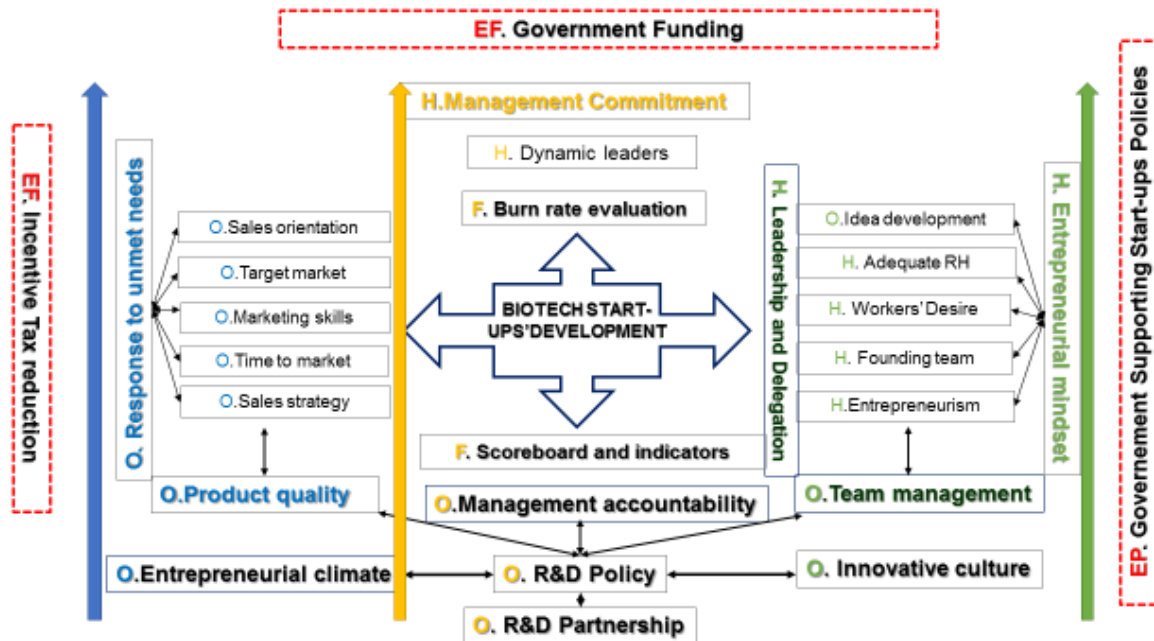 EF. Government Funding
EF. Incentive Tax reduction
O. Response to unmet needs
O.Sales orientation
O.Target market
O.Marketing skills
O.Time to market
O.Sales strategy
O.Product quality
O.Entrepreneurial climate
H.Management Commitment
H. Dynamic leaders
F. Burn rate evaluation
BIOTECH START-
UPS'DEVELOPMENT
F. Scoreboard and indicators
O.Management accountability
O. R&D Policy
O. R&D Partnership
H. Leadership and Delegation
O.Idea development
H. Adequate RH
H. Workers' Desire
H. Founding team
H.Entrepreneurism
O.Team management
O. Innovative culture
H. Entrepreneurial mindset
EP. Governement Supporting Start-ups Policies